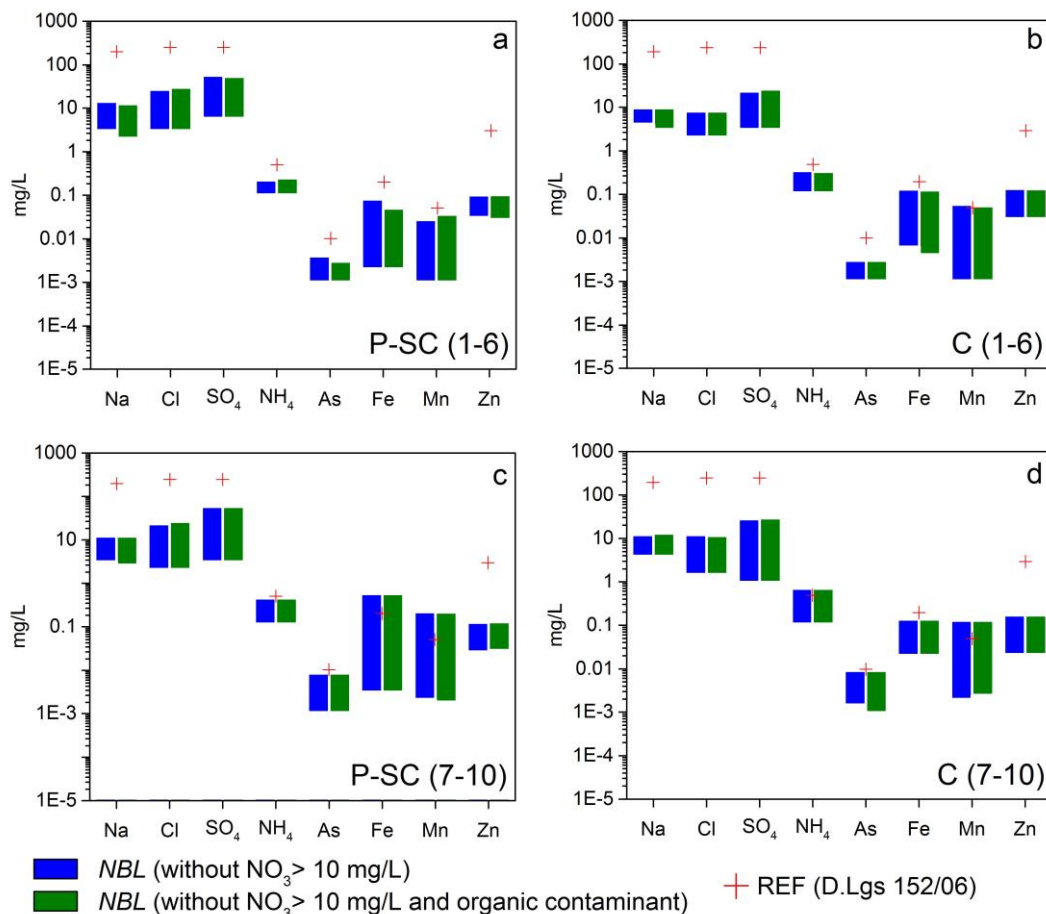 a
1000
100
10
1
0.1
0.01
1E-3
1E-4
1E-5
mg/L
P-SC (1-6)
Na Cl SO₄ NH₄ As Fe Mn Zn
b
1000
100
10
1
0.1
0.01
1E-3
1E-4
1E-5
mg/L
C (1-6)
Na Cl SO₄ NH₄ As Fe Mn Zn
c
1000
10
0.1
1E-3
1E-5
mg/L
P-SC (7-10)
Na Cl SO₄ NH₄ As Fe Mn Zn
d
1000
100
10
1
0.1
0.01
1E-3
1E-4
1E-5
mg/L
C (7-10)
Na Cl SO₄ NH₄ As Fe Mn Zn
NBL (without NO₃> 10 mg/L)
NBL (without NO₃> 10 mg/L and organic contaminant)
REF (D.Lgs 152/06)